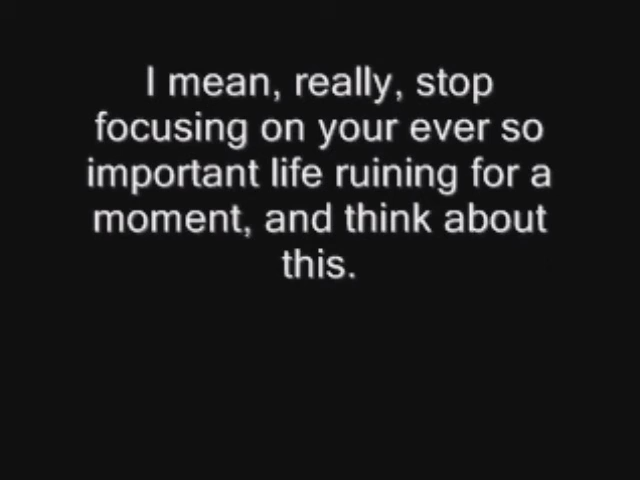 I mean, really, stop
focusing on your ever so
important life ruining for a
moment, and think about
this.